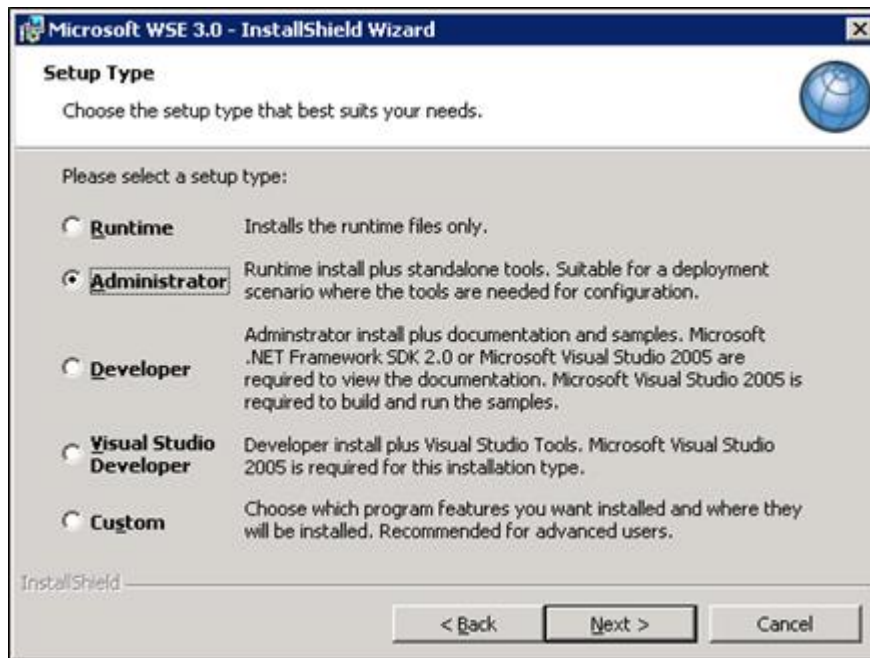 Microsoft WSE 3.0 - InstallShield Wizard
Setup Type
Choose the setup type that best suits your needs.
Please select a setup type:
Runtime
Installs the runtime files only.
Administrator
Runtime install plus standalone tools. Suitable for a deployment
scenario where the tools are needed for configuration.
Developer
Adminstrator install plus documentation and samples. Microsoft
.NET Framework SDK 2.0 or Microsoft Visual Studio 2005 are
required to view the documentation. Microsoft Visual Studio 2005 is
required to build and run the samples.
Visual Studio
Developer
Developer install plus Visual Studio Tools. Microsoft Visual Studio
2005 is required for this installation type.
Custom
Choose which program features you want installed and where they
will be installed. Recommended for advanced users.
InstallShield
< Back
Next >
Cancel